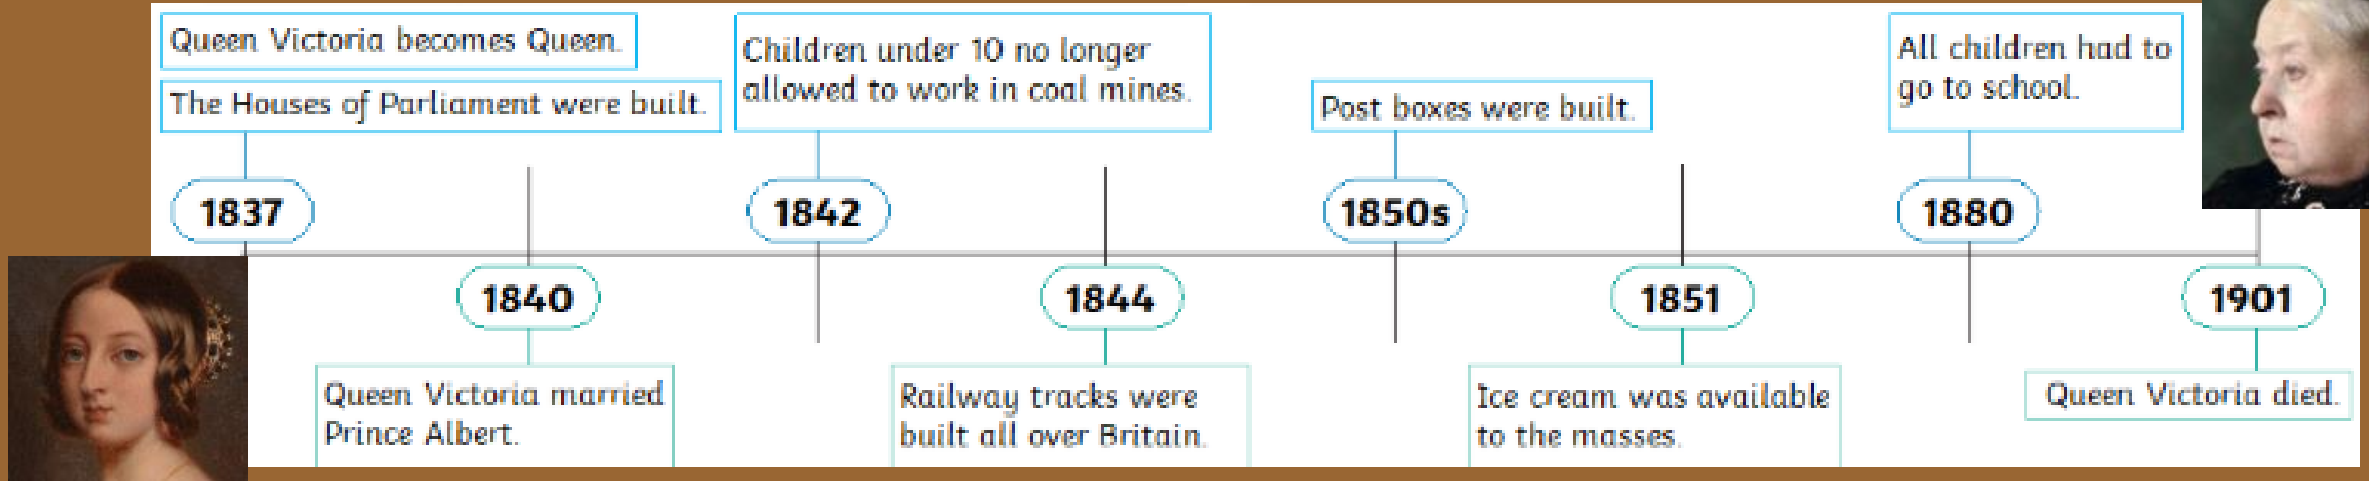 Queen Victoria becomes Queen.
The Houses of Parliament were built.
Children under 10 no longer
allowed to work in coal mines.
Post boxes were built.
All children had to
go to school.
1837
1842
1850s
1880
1840
1844
1851
1901
Queen Victoria married
Prince Albert.
Railway tracks were
built all over Britain.
Ice cream was available
to the masses.
Queen Victoria died.